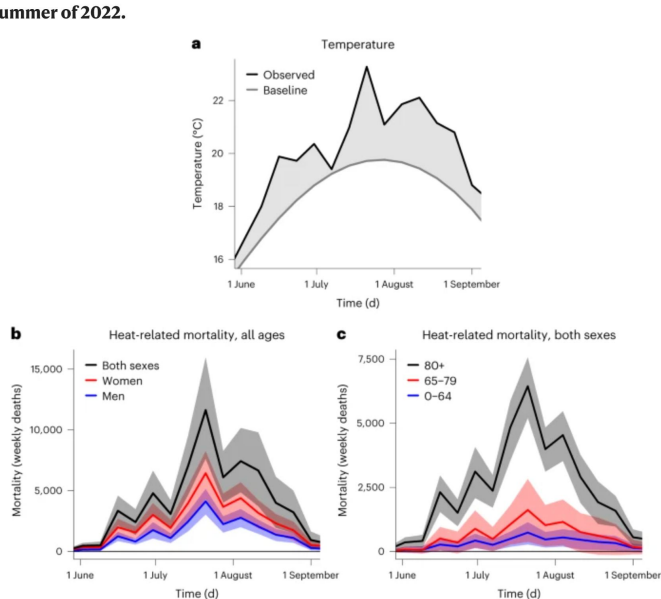 ummer of 2022.
a Temperature
Observed
Baseline
Temperature (°C)
22
20
18
16
1 June 1 July 1 August 1 September
Time (d)
b Heat-related mortality, all ages
Both sexes
Women
Men
Mortality (weekly deaths)
15,000
10,000
5,000
0
1 June 1 July 1 August 1 September
Time (d)
c Heat-related mortality, both sexes
80+
65–79
0–64
Mortality (weekly deaths)
7,500
5,000
2,500
0
1 June 1 July 1 August 1 September
Time (d)